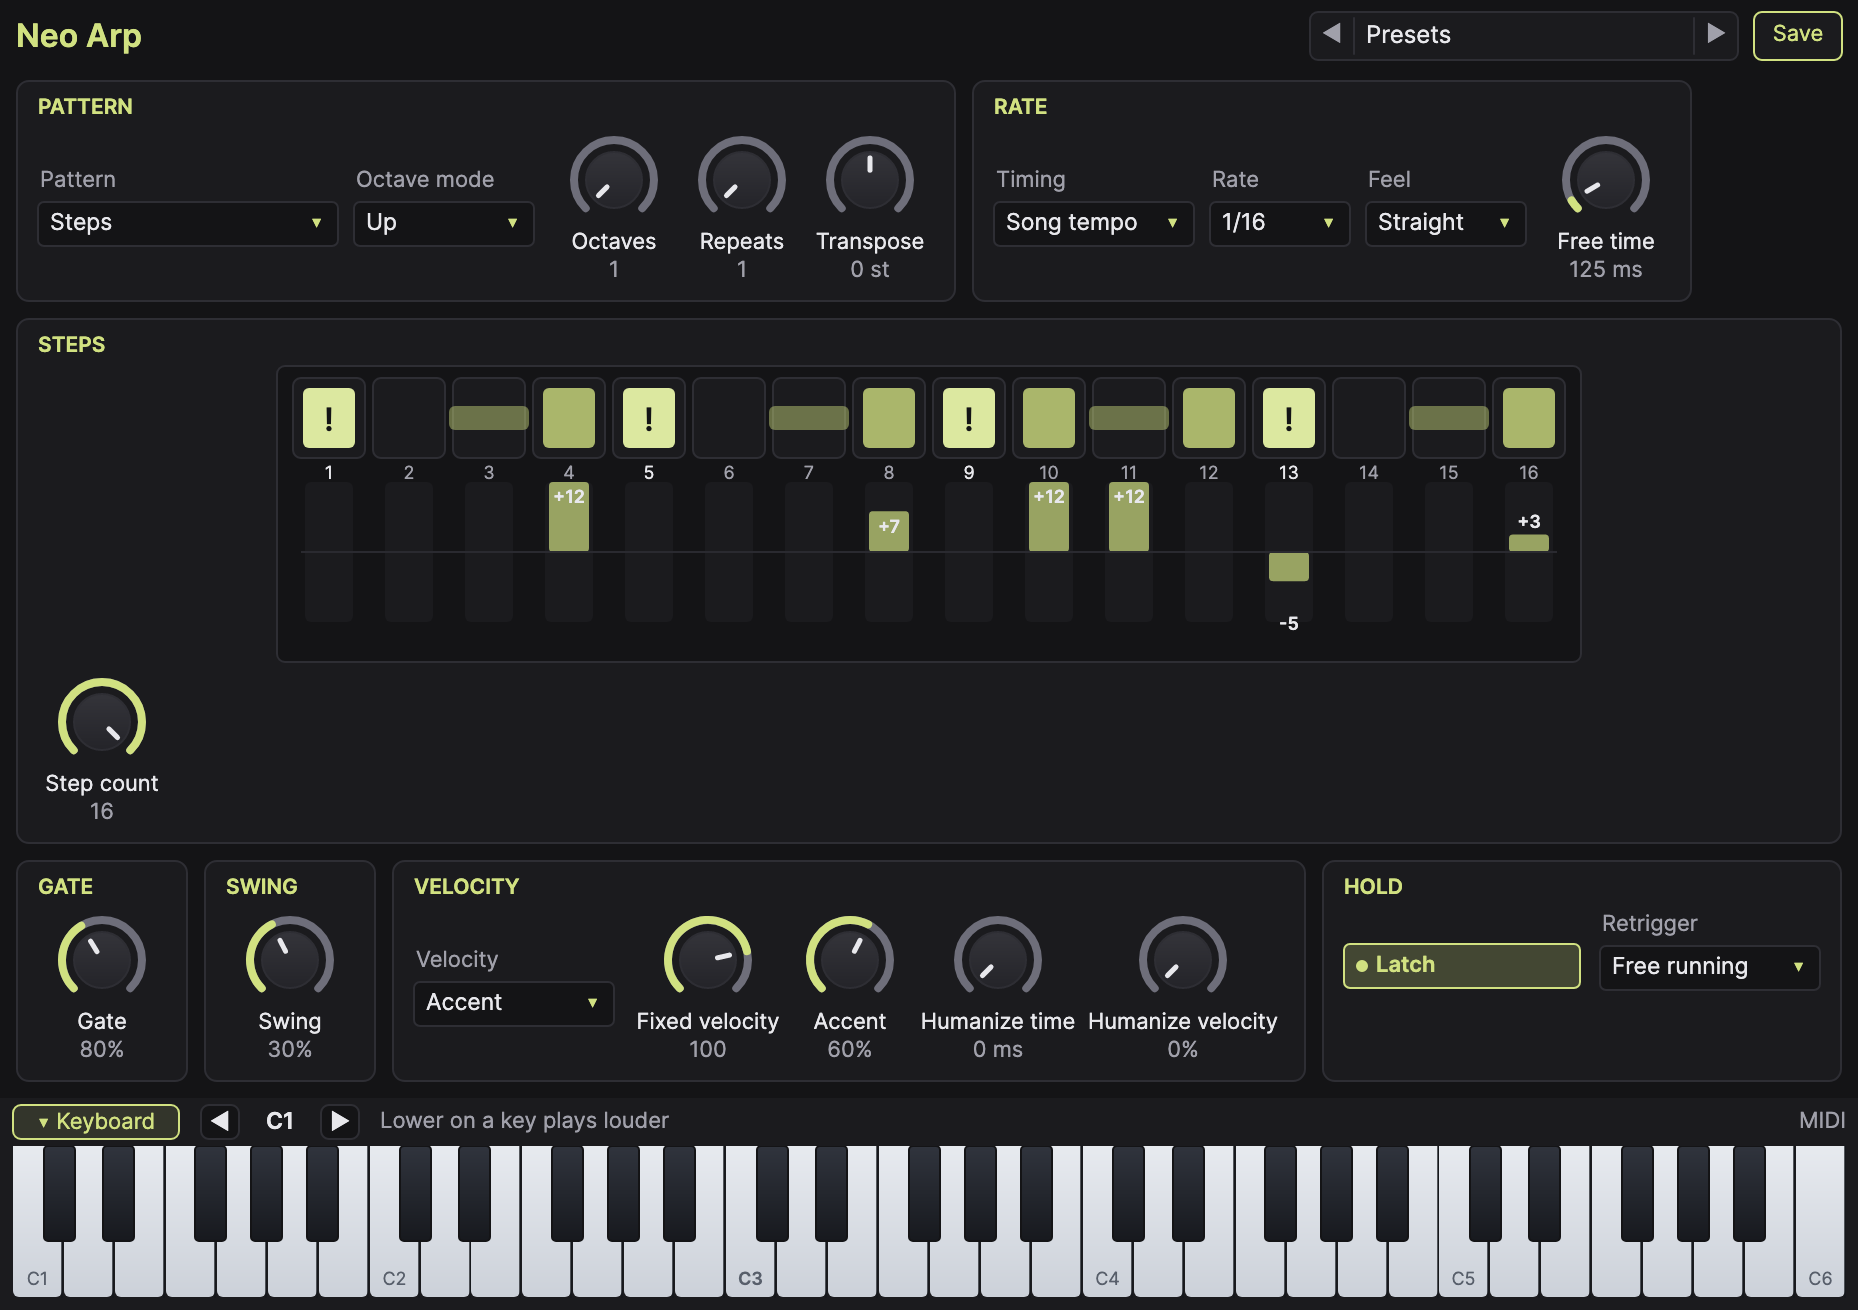 Neo Arp
◀ Presets ▶ Save
PATTERN
Pattern
Steps ▼
Octave mode
Up ▼
Octaves
1
Repeats
1
Transpose
0 st
RATE
Timing
Song tempo ▼
Rate
1/16 ▼
Feel
Straight ▼
Free time
125 ms
STEPS
! ! ! !
1 2 3 4 5 6 7 8 9 10 11 12 13 14 15 16
+12 +7 +12 +12 -5 +3
Step count
16
GATE
Gate
80%
SWING
Swing
30%
VELOCITY
Velocity
Accent ▼
Fixed velocity
100
Accent
60%
Humanize time
0 ms
Humanize velocity
0%
HOLD
Latch
Retrigger
Free running ▼
▼ Keyboard ◀ C1 ▶ Lower on a key plays louder MIDI
C1 C2 C3 C4 C5 C6